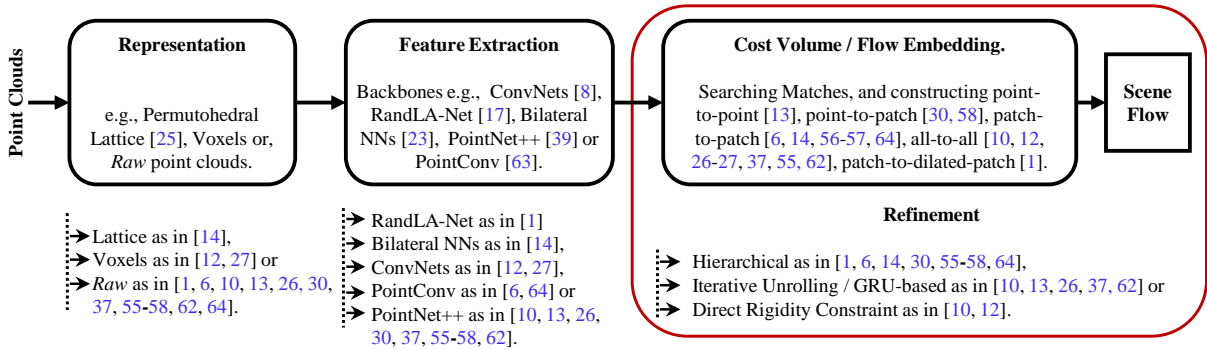 Point Clouds
Representation
e.g., Permutohedral
Lattice [25], Voxels or,
Raw point clouds.
Lattice as in [14],
Voxels as in [12, 27] or
Raw as in [1, 6, 10, 13, 26, 30,
37, 55-58, 62, 64].
Feature Extraction
Backbones e.g., ConvNets [8],
RandLA-Net [17], Bilateral
NNs [23], PointNet++ [39] or
PointConv [63].
RandLA-Net as in [1]
Bilateral NNs as in [14],
ConvNets as in [12, 27],
PointConv as in [6, 64] or
PointNet++ as in [10, 13, 26,
30, 37, 55-58, 62].
Cost Volume / Flow Embedding.
Searching Matches, and constructing point-
to-point [13], point-to-patch [30, 58], patch-
to-patch [6, 14, 56-57, 64], all-to-all [10, 12,
26-27, 37, 55, 62], patch-to-dilated-patch [1].
Scene
Flow
Refinement
Hierarchical as in [1, 6, 14, 30, 55-58, 64],
Iterative Unrolling / GRU-based as in [10, 13, 26, 37, 62] or
Direct Rigidity Constraint as in [10, 12].